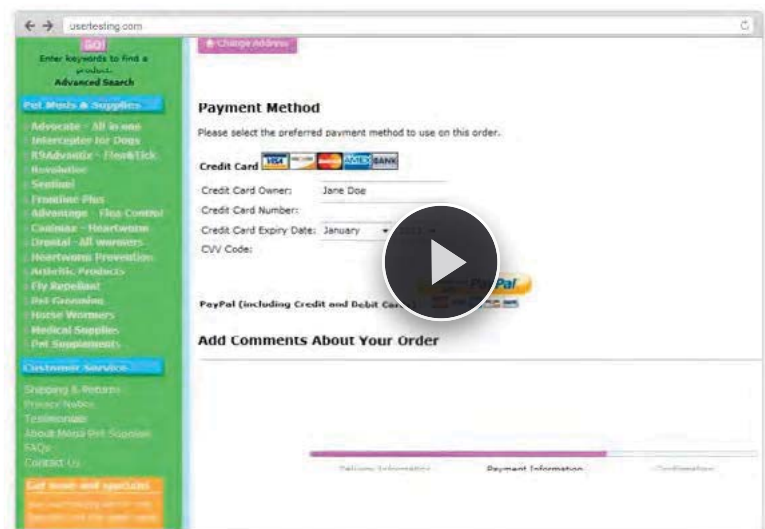 usertesting.com
GO!
Enter keywords to find a
product.
Advanced Search
Pet Meds & Supplies
Advocate - All in one
Interceptor for Dogs
K9Advantix - Flea&Tick
Revolution
Sentinel
Frontline Plus
Advantage - Flea Control
Canimax - Heartworm
Drontal - All wormers
Heartworm Prevention
Arthritic Products
Fly Repellant
Pet Grooming
Horse Wormers
Medical Supplies
Pet Supplements
Customer Service
Shipping & Returns
Privacy Notice
Testimonials
About Pet Supplies
FAQs
Contact Us
Get news and specials
Change Address
Payment Method
Please select the preferred payment method to use on this order.
Credit Card VISA AMEX BANK
Credit Card Owner: Jane Doe
Credit Card Number:
Credit Card Expiry Date: January
CVV Code:
PayPal
PayPal (including Credit and Debit
Add Comments About Your Order
Delivery Information Payment Information Confirmation